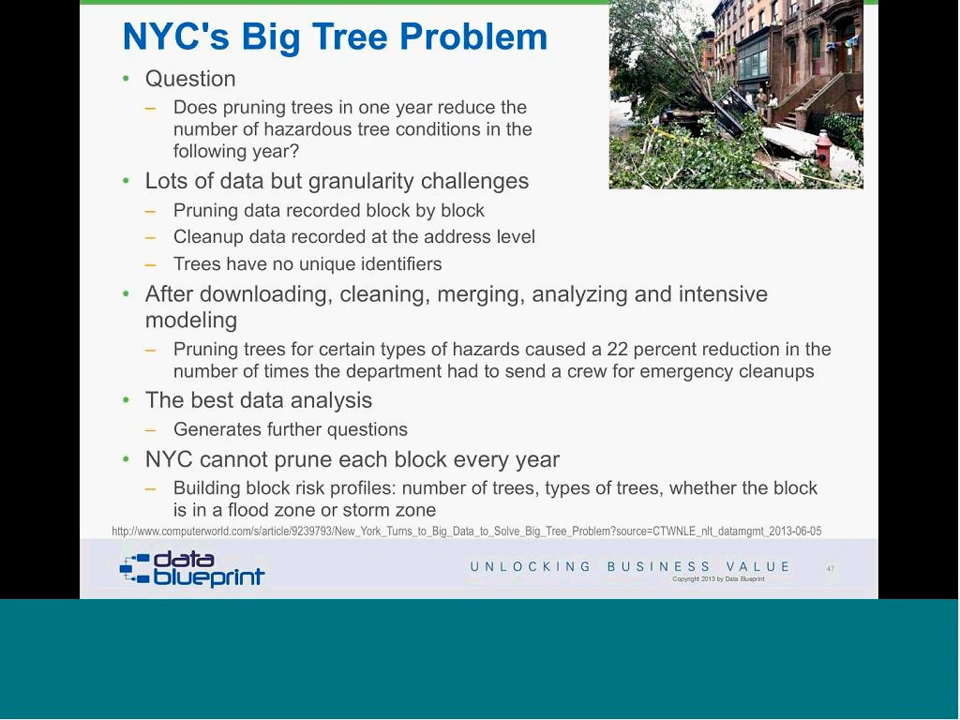 NYC's Big Tree Problem
• Question
– Does pruning trees in one year reduce the
number of hazardous tree conditions in the
following year?
• Lots of data but granularity challenges
– Pruning data recorded block by block
– Cleanup data recorded at the address level
– Trees have no unique identifiers
• After downloading, cleaning, merging, analyzing and intensive
modeling
– Pruning trees for certain types of hazards caused a 22 percent reduction in the
number of times the department had to send a crew for emergency cleanups
• The best data analysis
– Generates further questions
• NYC cannot prune each block every year
– Building block risk profiles: number of trees, types of trees, whether the block
is in a flood zone or storm zone
http://www.computerworld.com/s/article/9239793/New_York_Turns_to_Big_Data_to_Solve_Big_Tree_Problem?source=CTWNLE_nlt_datamgmt_2013-06-05
data
blueprint
UNLOCKING BUSINESS VALUE
47
Copyright 2013 by Data Blueprint